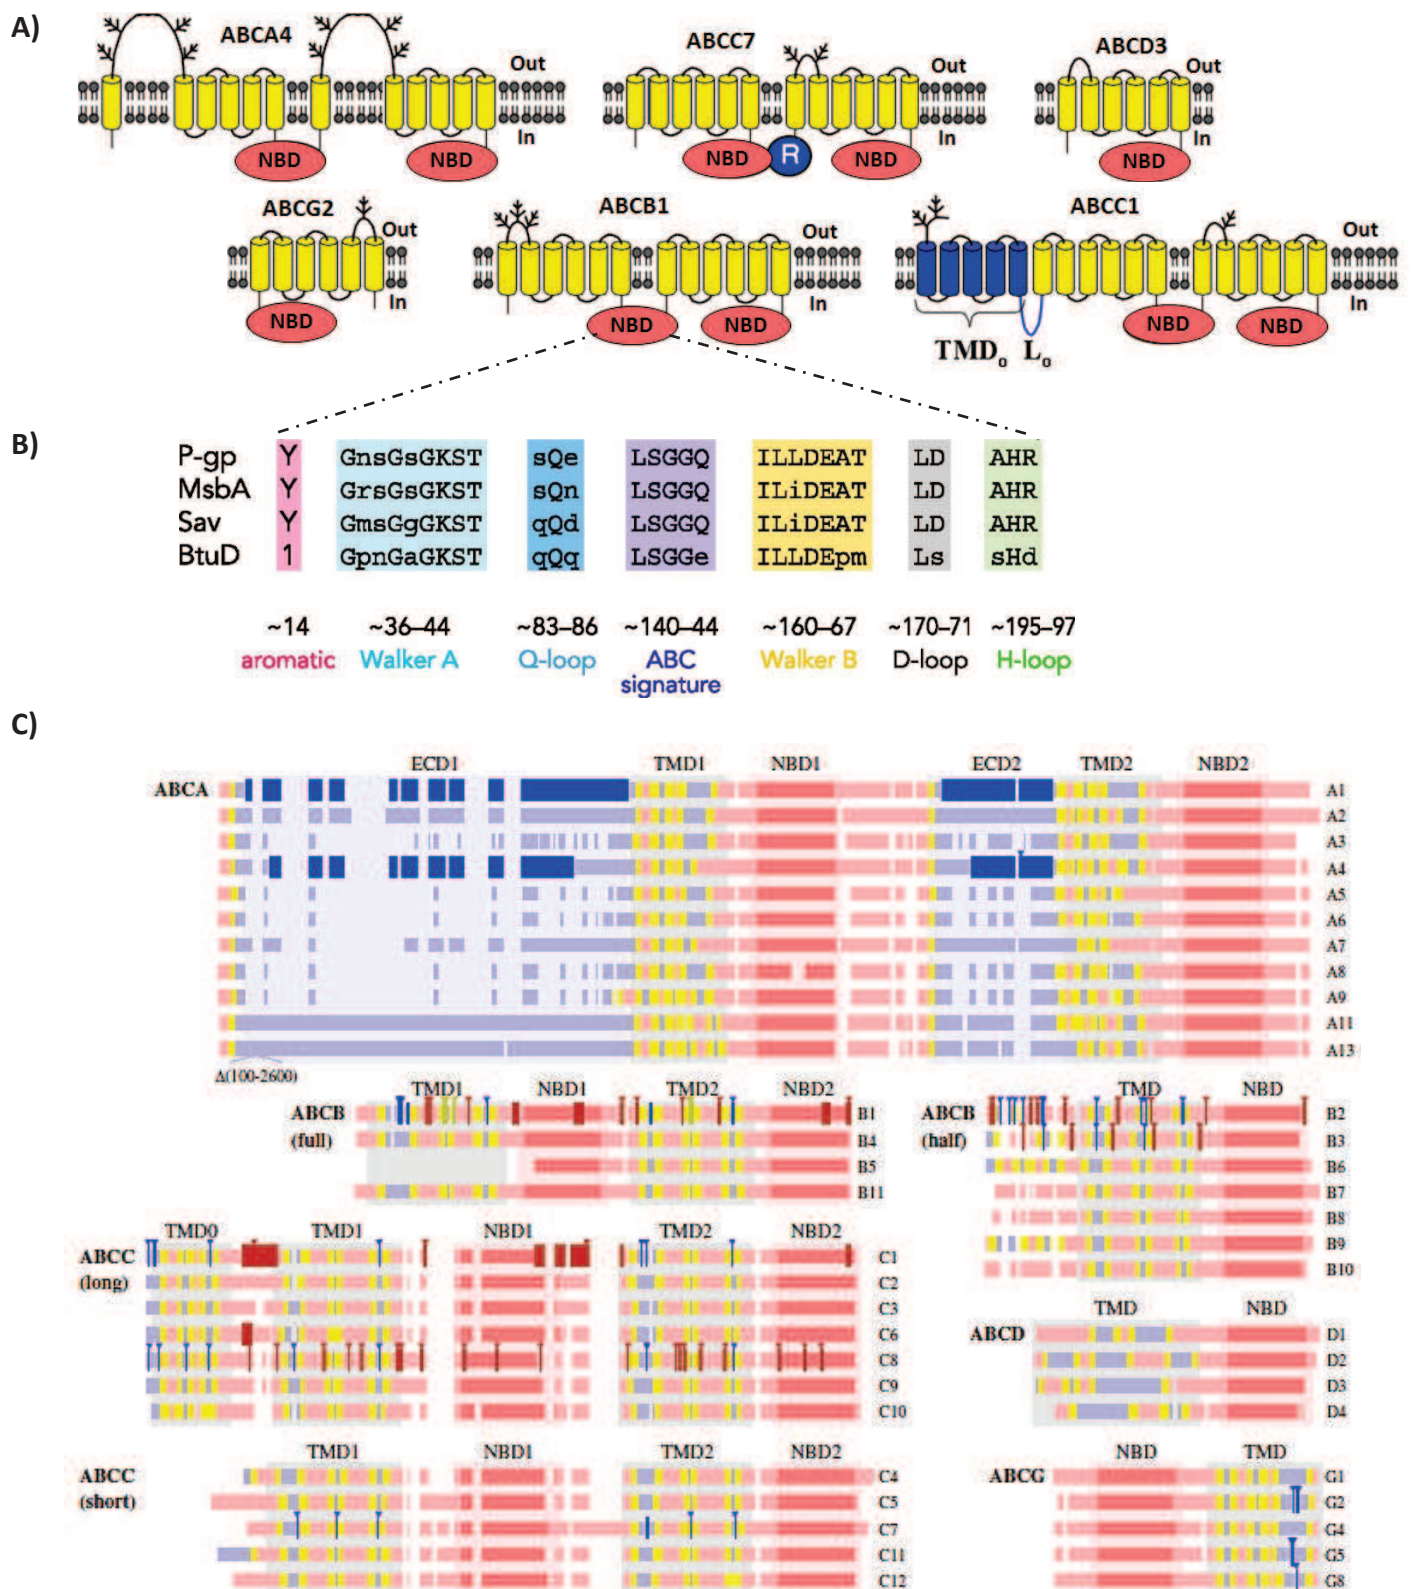 A)
ABCA4
Out
In
NBD
NBD
ABCC7
Out
In
NBD
R
NBD
ABCD3
Out
In
NBD
ABCG2
Out
In
NBD
ABCB1
Out
In
NBD
NBD
ABCC1
Out
In
NBD
NBD
TMDo Lo
B)
P-gp Y GnsGsGKST sQe LSGGQ ILLDEAT LD AHR
MsbA Y GrsGsGKST sQn LSGGQ ILiDEAT LD AHR
Sav Y GmsGgGKST qQd LSGGQ ILiDEAT LD AHR
BtuD 1 GpnGaGKST qQq LSGGe ILLDEpm Ls sHd
~14 ~36–44 ~83–86 ~140–44 ~160–67 ~170–71 ~195–97
aromatic Walker A Q-loop ABC signature Walker B D-loop H-loop
C)
ECD1 TMD1 NBD1 ECD2 TMD2 NBD2
ABCA
A1
A2
A3
A4
A5
A6
A7
A8
A9
A11
A13
Δ(100-2600)
TMD1 NBD1 TMD2 NBD2
ABCB
(full)
B1
B4
B5
B11
TMD NBD
ABCB
(half)
B2
B3
B6
B7
B8
B9
B10
TMD0 TMD1 NBD1 TMD2 NBD2
ABCC
(long)
C1
C2
C3
C6
C8
C9
C10
TMD NBD
ABCD
D1
D2
D3
D4
TMD1 NBD1 TMD2 NBD2
ABCC
(short)
C4
C5
C7
C11
C12
NBD TMD
ABCG
G1
G2
G4
G5
G8